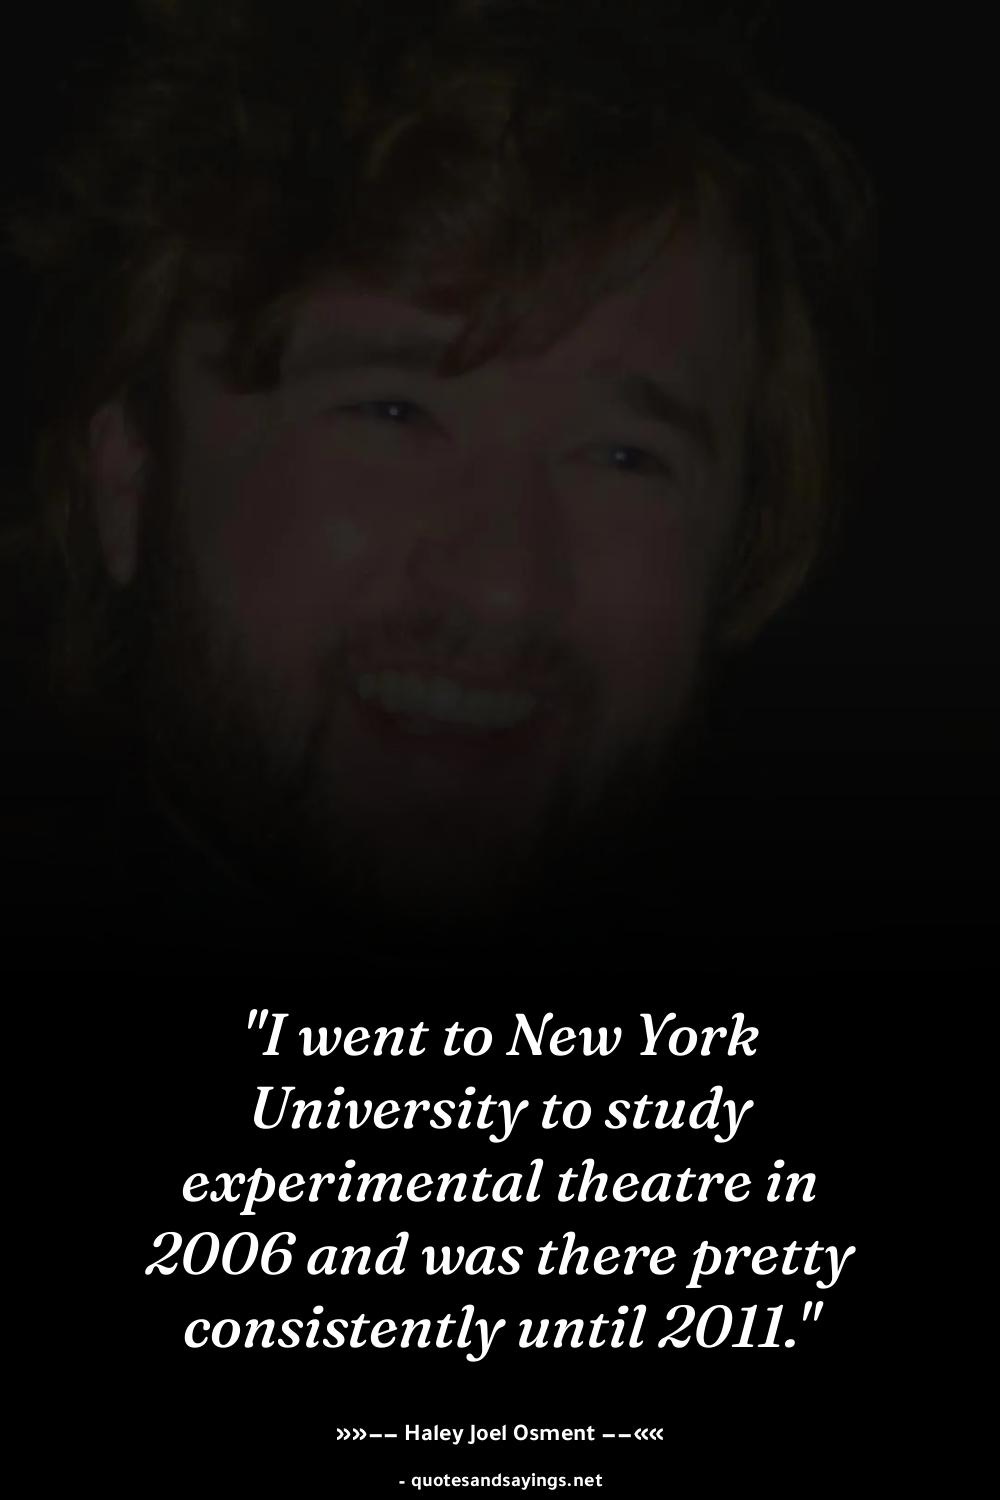 "I went to New York
University to study
experimental theatre in
2006 and was there pretty
consistently until 2011."
»»−− Haley Joel Osment −−««
- quotesandsayings.net